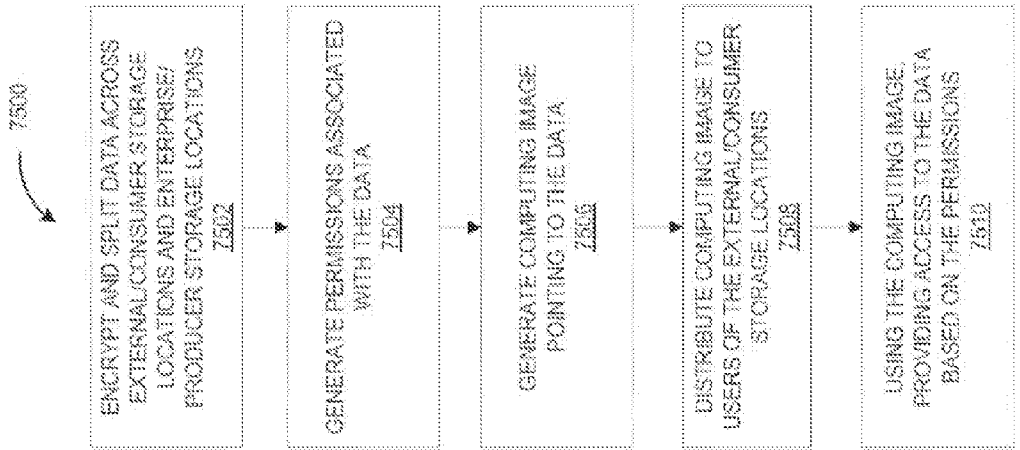 7500
ENCRYPT AND SPLIT DATA ACROSS
EXTERNAL/CONSUMER STORAGE
LOCATIONS AND ENTERPRISE/
PRODUCER STORAGE LOCATIONS
7502
GENERATE PERMISSIONS ASSOCIATED
WITH THE DATA
7504
GENERATE COMPUTING IMAGE
POINTING TO THE DATA
7506
DISTRIBUTE COMPUTING IMAGE TO
USERS OF THE EXTERNAL/CONSUMER
STORAGE LOCATIONS
7508
USING THE COMPUTING IMAGE,
PROVIDING ACCESS TO THE DATA
BASED ON THE PERMISSIONS
7510